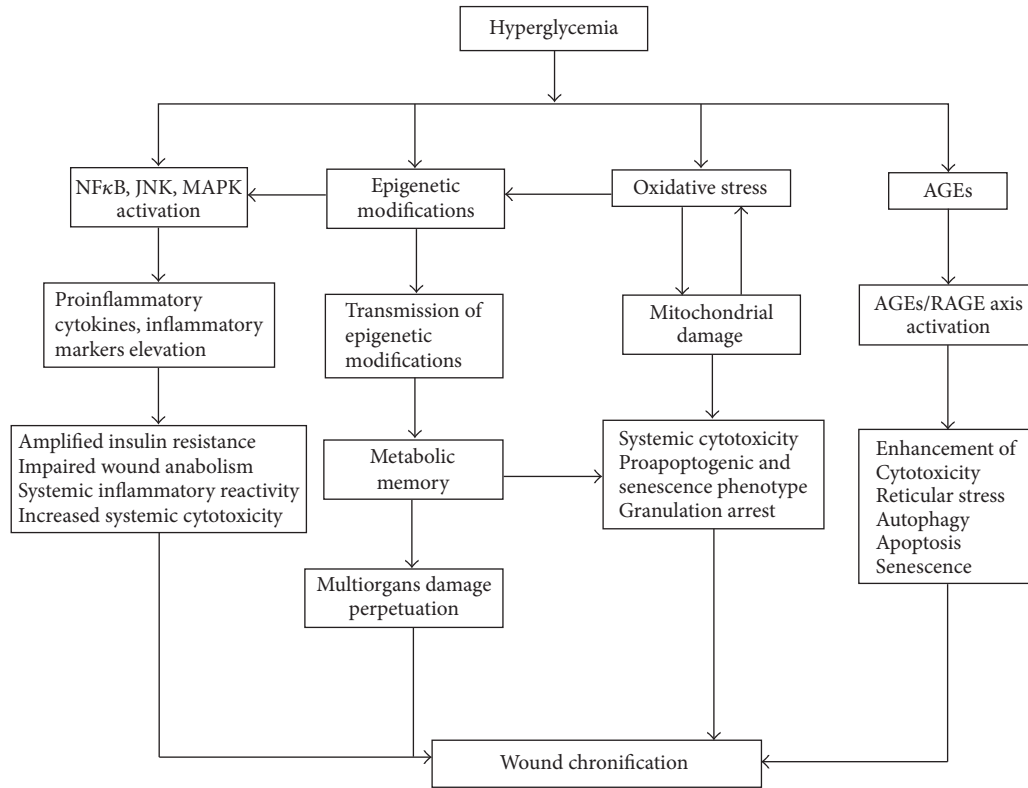 Hyperglycemia
NFκB, JNK, MAPK
activation
Epigenetic
modifications
Oxidative stress
AGEs
Proinflammatory
cytokines, inflammatory
markers elevation
Transmission of
epigenetic
modifications
Mitochondrial
damage
AGEs/RAGE axis
activation
Amplified insulin resistance
Impaired wound anabolism
Systemic inflammatory reactivity
Increased systemic cytotoxicity
Metabolic
memory
Systemic cytotoxicity
Proapoptogenic and
senescence phenotype
Granulation arrest
Enhancement of
Cytotoxicity
Reticular stress
Autophagy
Apoptosis
Senescence
Multiorgans damage
perpetuation
Wound chronification